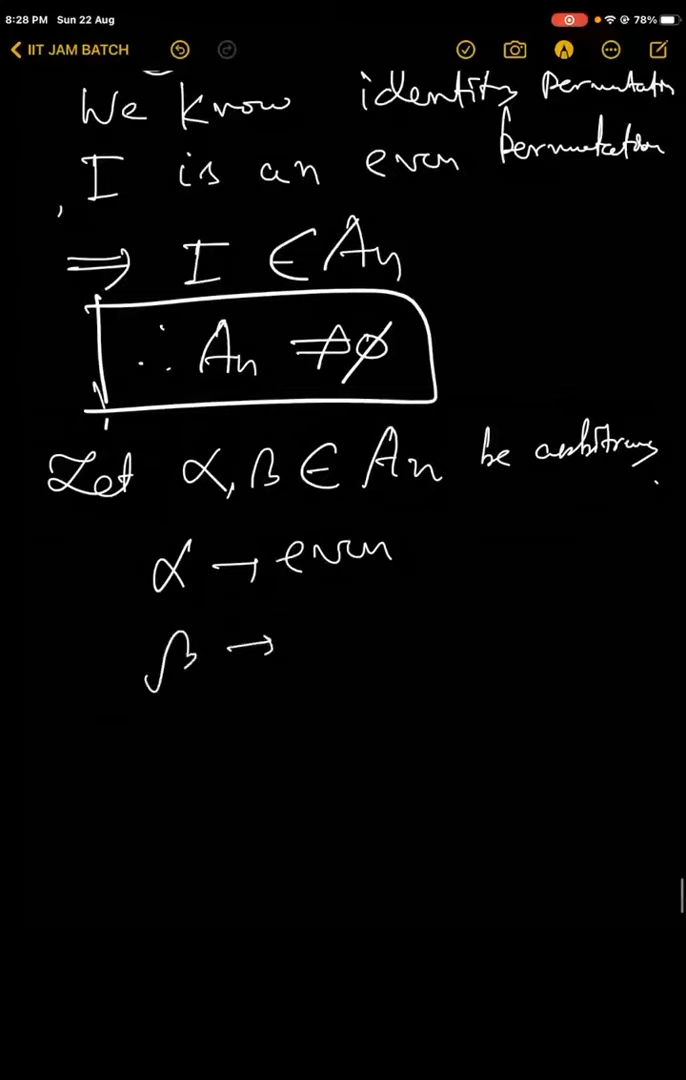 8:28 PM Sun 22 Aug 78%
IIT JAM BATCH
We know identity permutatn
, I is an even permutation
⇒ I ∈ An
∴ An ≠ ∅
Let α, β ∈ An be arbitrary.
α → even
β →